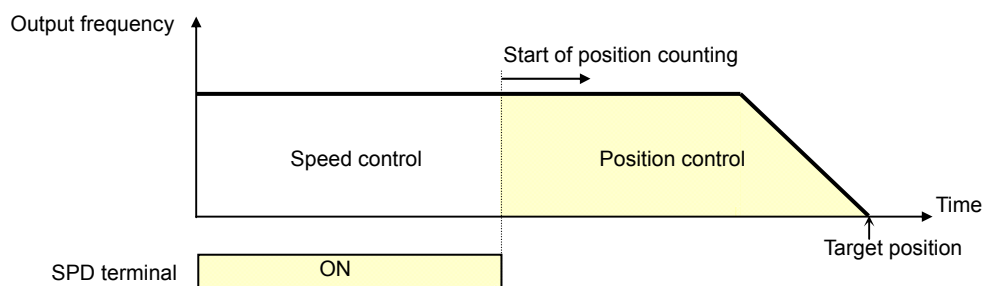 Output frequency
Start of position counting
Speed control
Position control
Time
Target position
SPD terminal
ON